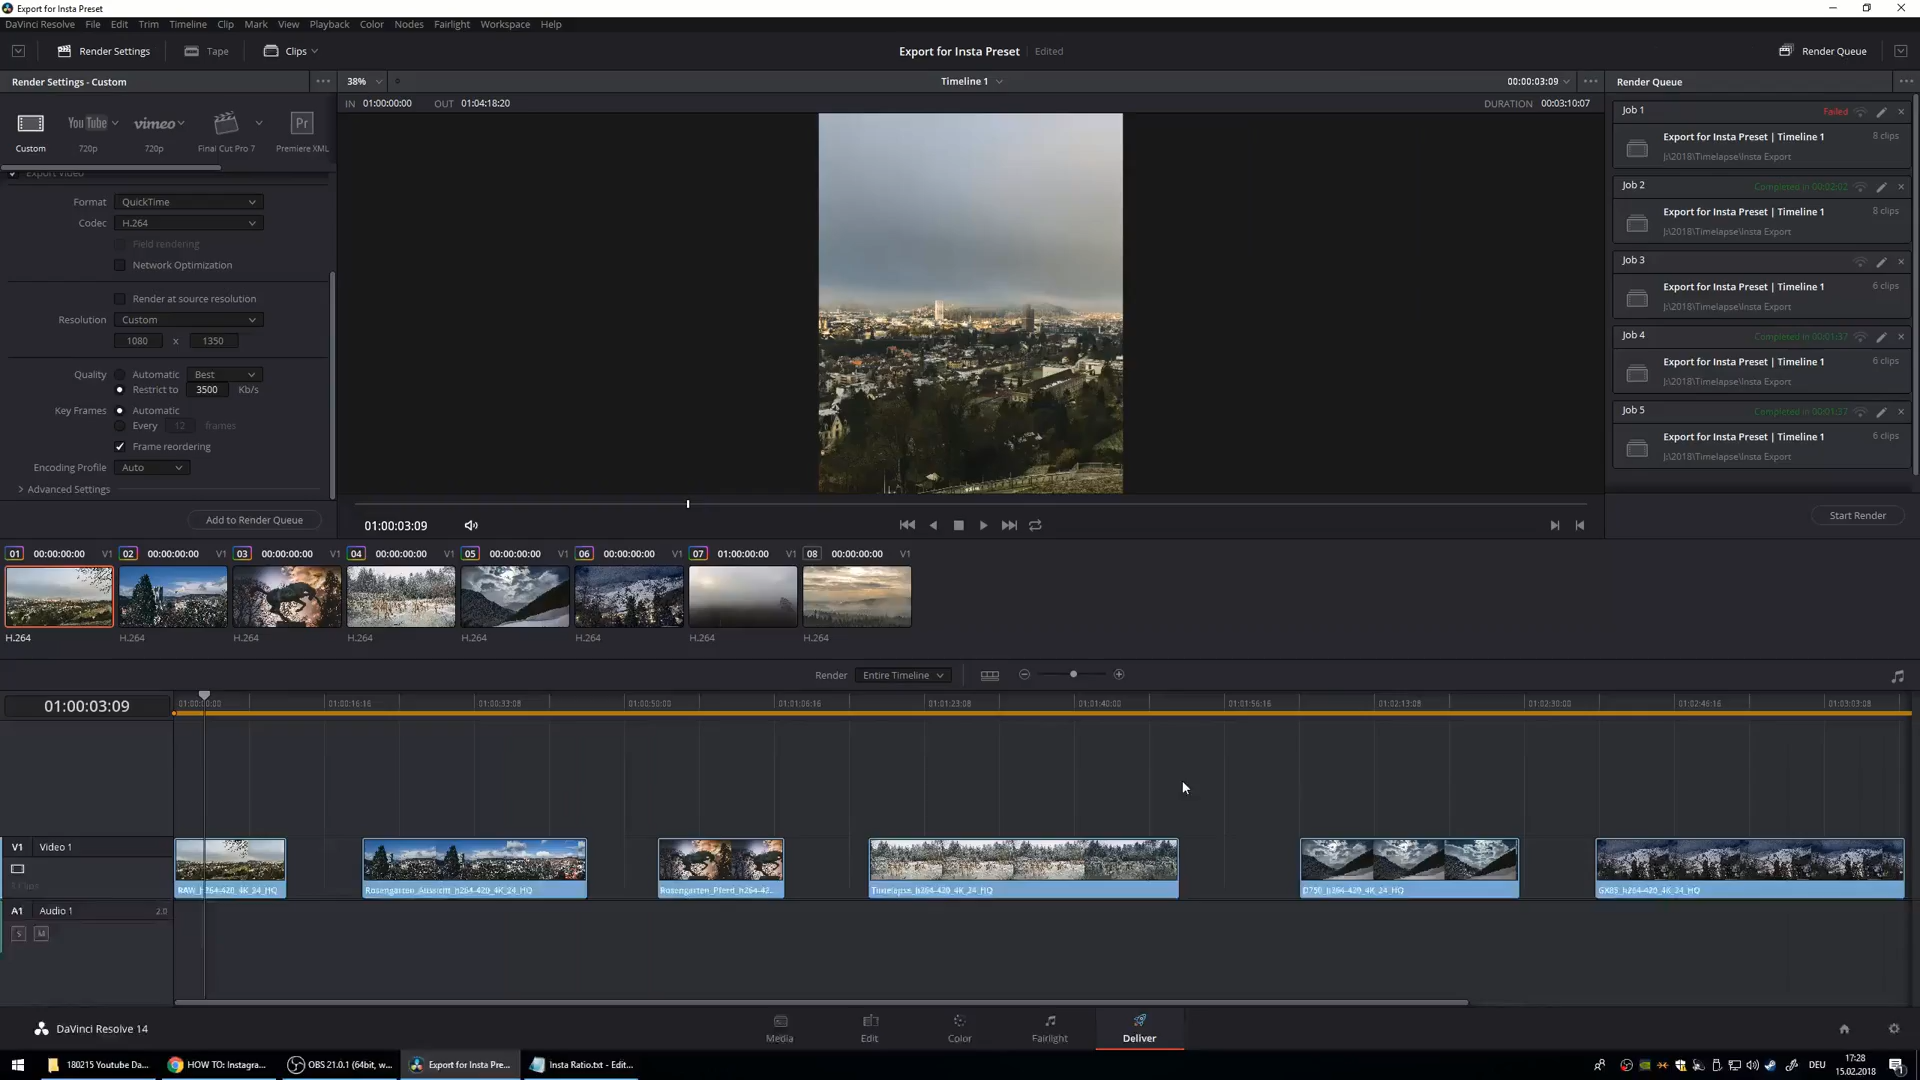 Export for Insta Preset
DaVinci Resolve File Edit Trim Timeline Clip Mark View Playback Color Nodes Fairlight Workspace Help
Render Settings Tape Clips Export for Insta Preset Edited Render Queue
Render Settings - Custom 38% Timeline 1 00:00:03:09 Render Queue
IN 01:00:00:00 OUT 01:04:18:20 DURATION 00:03:10:07
YouTube vimeo Pr
Custom 720p 720p Final Cut Pro 7 Premiere XML
Export Video
Format QuickTime
Codec H.264
Field rendering
Network Optimization
Render at source resolution
Resolution Custom
1080 x 1350
Quality Automatic Best
Restrict to 3500 Kb/s
Key Frames Automatic
Every 12 frames
Frame reordering
Encoding Profile Auto
Advanced Settings
Add to Render Queue
01:00:03:09
Job 1 Failed
Export for Insta Preset | Timeline 1 8 clips
J:\2018\Timelapse\Insta Export
Job 2 Completed in 00:02:02
Export for Insta Preset | Timeline 1 8 clips
J:\2018\Timelapse\Insta Export
Job 3
Export for Insta Preset | Timeline 1 6 clips
J:\2018\Timelapse\Insta Export
Job 4 Completed in 00:01:37
Export for Insta Preset | Timeline 1 6 clips
J:\2018\Timelapse\Insta Export
Job 5 Completed in 00:01:37
Export for Insta Preset | Timeline 1 6 clips
J:\2018\Timelapse\Insta Export
Start Render
01 00:00:00:00 V1 02 00:00:00:00 V1 03 00:00:00:00 V1 04 00:00:00:00 V1 05 00:00:00:00 V1 06 00:00:00:00 V1 07 01:00:00:00 V1 08 00:00:00:00 V1
H.264 H.264 H.264 H.264 H.264 H.264 H.264 H.264
Render Entire Timeline
01:00:03:09 01:00:00:00 01:00:16:16 01:00:33:08 01:00:50:00 01:01:06:16 01:01:23:08 01:01:40:00 01:01:56:16 01:02:13:08 01:02:30:00 01:02:46:16 01:03:03:08
V1 Video 1
RAW_h264-420_4K_24_HQ Rosengarten_Aussicht_h264-420_4K_24_HQ Rosengarten_Pferd_h264-42... Timelapse_h264-420_4K_24_HQ D750_h264-420_4K_24_HQ GX85_h264-420_4K_24_HQ
A1 Audio 1 2.0
S M
DaVinci Resolve 14 Media Edit Color Fairlight Deliver
180215 Youtube Da... HOW TO: Instagra... OBS 21.0.1 (64bit, w... Export for Insta Pre... Insta Ratio.txt - Edit... DEU 17:28
15.02.2018